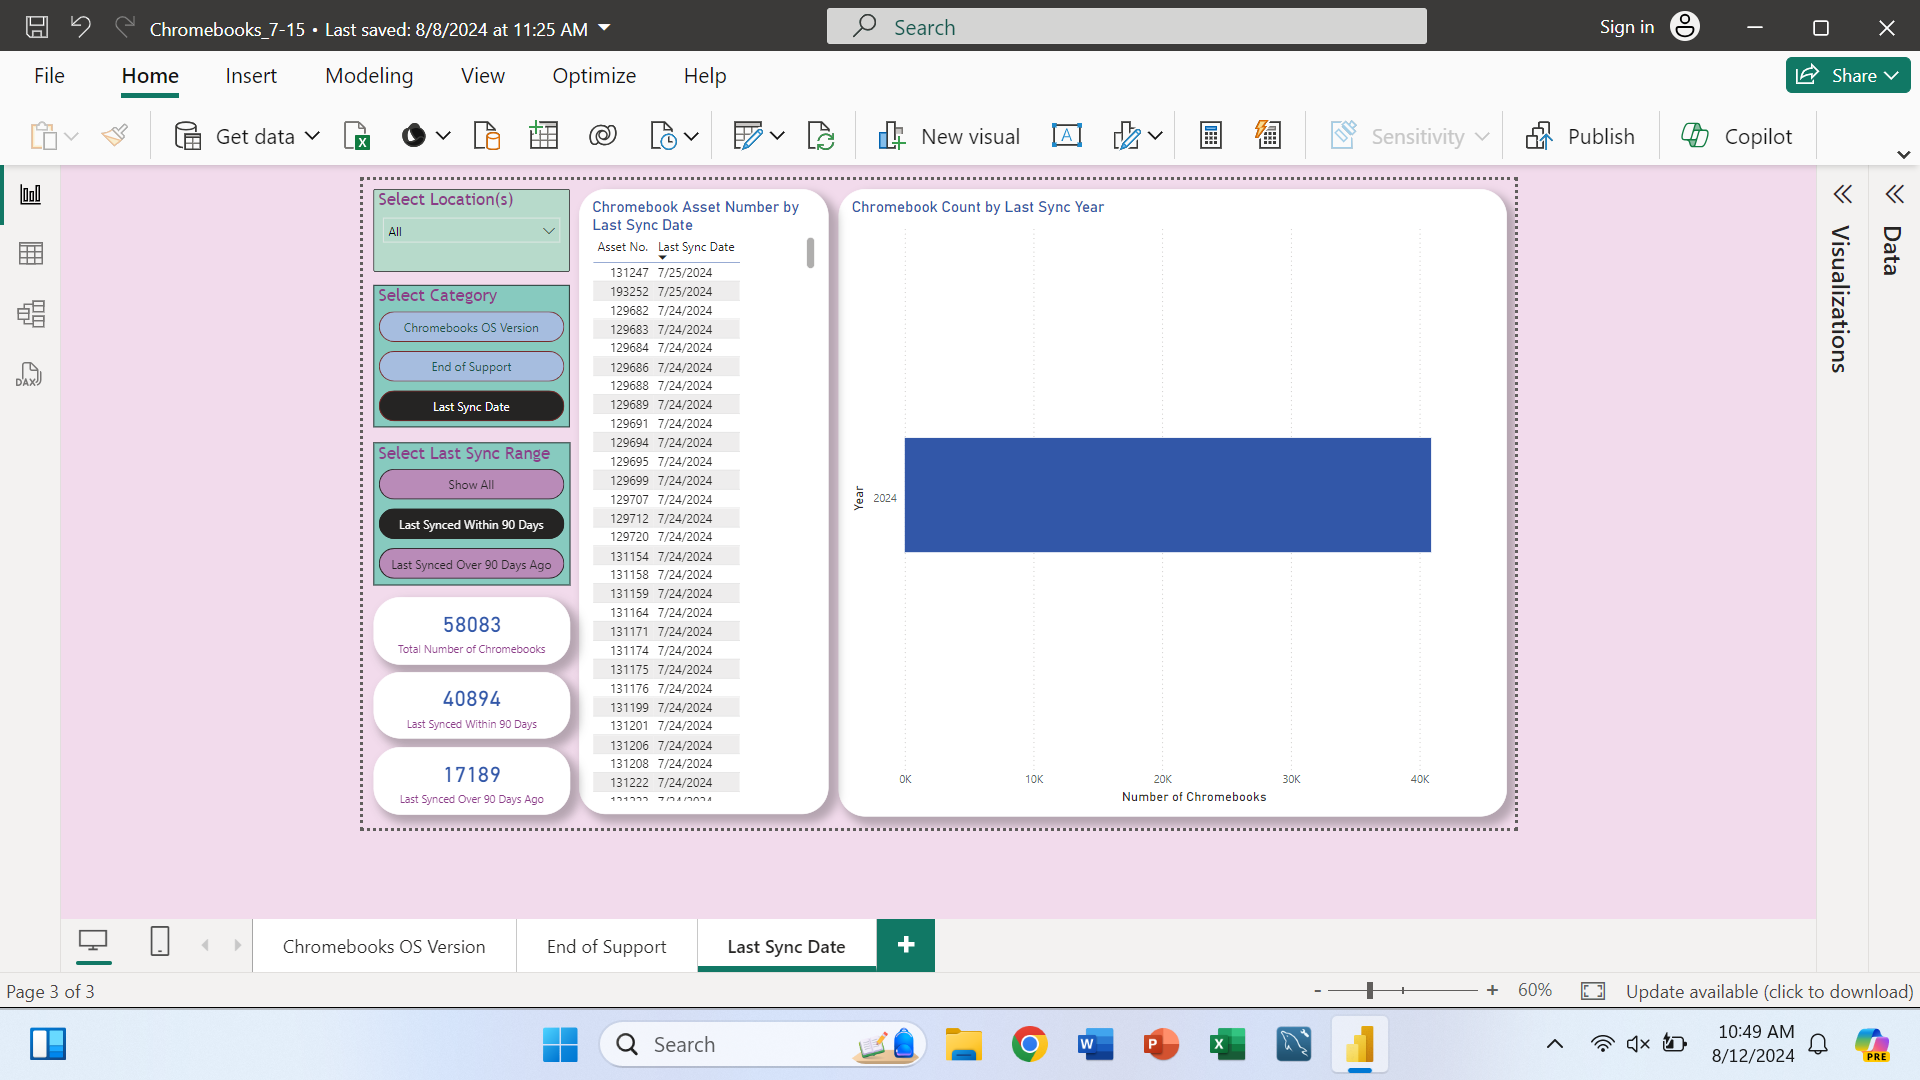 Chromebooks_7-15 • Last saved: 8/8/2024 at 11:25 AM
Search
Sign in
File
Home
Insert
Modeling
View
Optimize
Help
Share
Get data
New visual
Sensitivity
Publish
Copilot
DAX
Select Location(s)
All
Select Category
Chromebooks OS Version
End of Support
Last Sync Date
Select Last Sync Range
Show All
Last Synced Within 90 Days
Last Synced Over 90 Days Ago
58083
Total Number of Chromebooks
40894
Last Synced Within 90 Days
17189
Last Synced Over 90 Days Ago
Chromebook Asset Number by
Last Sync Date
Asset No. Last Sync Date
131247 7/25/2024
193252 7/25/2024
129682 7/24/2024
129683 7/24/2024
129684 7/24/2024
129686 7/24/2024
129688 7/24/2024
129689 7/24/2024
129691 7/24/2024
129694 7/24/2024
129695 7/24/2024
129699 7/24/2024
129707 7/24/2024
129712 7/24/2024
129720 7/24/2024
131154 7/24/2024
131158 7/24/2024
131159 7/24/2024
131164 7/24/2024
131171 7/24/2024
131174 7/24/2024
131175 7/24/2024
131176 7/24/2024
131199 7/24/2024
131201 7/24/2024
131206 7/24/2024
131208 7/24/2024
131222 7/24/2024
Chromebook Count by Last Sync Year
Year
2024
0K 10K 20K 30K 40K
Number of Chromebooks
Visualizations
Data
Chromebooks OS Version
End of Support
Last Sync Date
Page 3 of 3
60%
Update available (click to download)
Search
10:49 AM
8/12/2024
PRE